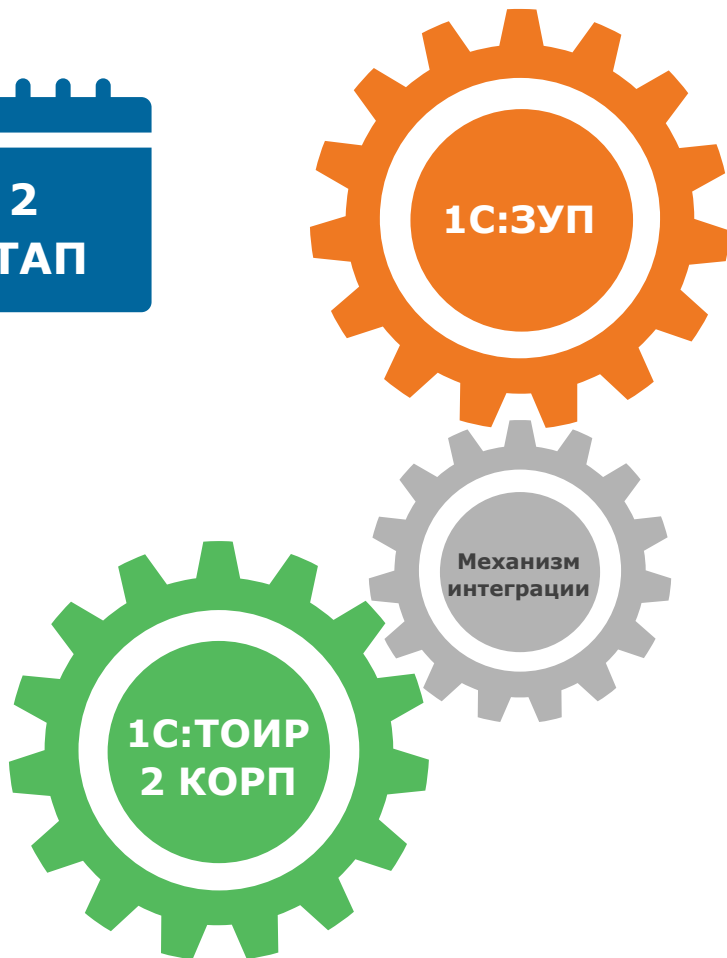 2
ТАП
1С:ЗУП
Механизм
интеграции
1С:ТОИР
2 КОРП